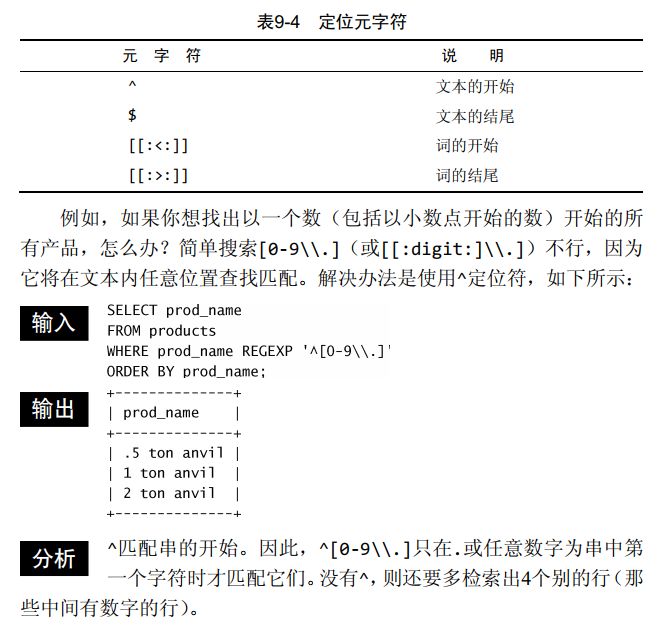 表9-4 定位元字符
元 字 符 说 明
^ 文本的开始
$ 文本的结尾
[[:<:]] 词的开始
[[:>:]] 词的结尾
例如，如果你想找出以一个数（包括以小数点开始的数）开始的所
有产品，怎么办？简单搜索[0-9\\.]（或[[:digit:]\\.]）不行，因为
它将在文本内任意位置查找匹配。解决办法是使用^定位符，如下所示：
输入
SELECT prod_name
FROM products
WHERE prod_name REGEXP '^[0-9\\.]'
ORDER BY prod_name;
输出
+--------------+
| prod_name    |
+--------------+
| .5 ton anvil |
| 1 ton anvil  |
| 2 ton anvil  |
+--------------+
分析
^匹配串的开始。因此，^[0-9\\.]只在.或任意数字为串中第
一个字符时才匹配它们。没有^，则还要多检索出4个别的行（那
些中间有数字的行）。